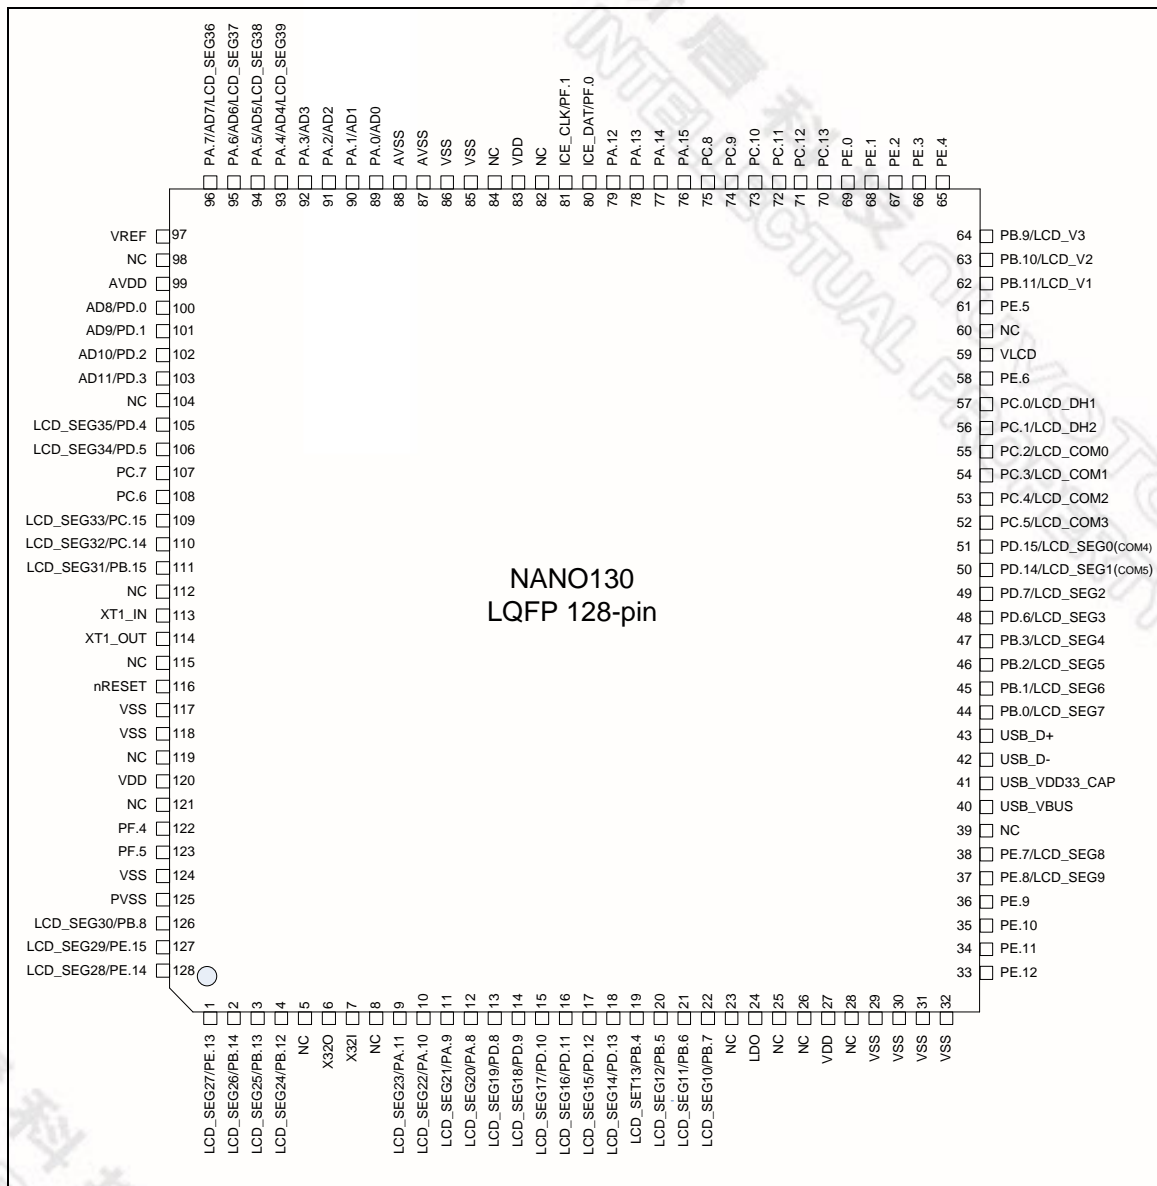 PA.7/AD7/LCD_SEG36
PA.6/AD6/LCD_SEG37
PA.5/AD5/LCD_SEG38
PA.4/AD4/LCD_SEG39
PA.3/AD3
PA.2/AD2
PA.1/AD1
PA.0/AD0
AVSS
AVSS
VSS
VSS
NC
VDD
NC
ICE_CLK/PF.1
ICE_DAT/PF.0
PA.12
PA.13
PA.14
PA.15
PC.8
PC.9
PC.10
PC.11
PC.12
PC.13
PE.0
PE.1
PE.2
PE.3
PE.4
96
95
94
93
92
91
90
89
88
87
86
85
84
83
82
81
80
79
78
77
76
75
74
73
72
71
70
69
68
67
66
65
VREF 97
NC 98
AVDD 99
AD8/PD.0 100
AD9/PD.1 101
AD10/PD.2 102
AD11/PD.3 103
NC 104
LCD_SEG35/PD.4 105
LCD_SEG34/PD.5 106
PC.7 107
PC.6 108
LCD_SEG33/PC.15 109
LCD_SEG32/PC.14 110
LCD_SEG31/PB.15 111
NC 112
XT1_IN 113
XT1_OUT 114
NC 115
nRESET 116
VSS 117
VSS 118
NC 119
VDD 120
NC 121
PF.4 122
PF.5 123
VSS 124
PVSS 125
LCD_SEG30/PB.8 126
LCD_SEG29/PE.15 127
LCD_SEG28/PE.14 128
NANO130
LQFP 128-pin
64 PB.9/LCD_V3
63 PB.10/LCD_V2
62 PB.11/LCD_V1
61 PE.5
60 NC
59 VLCD
58 PE.6
57 PC.0/LCD_DH1
56 PC.1/LCD_DH2
55 PC.2/LCD_COM0
54 PC.3/LCD_COM1
53 PC.4/LCD_COM2
52 PC.5/LCD_COM3
51 PD.15/LCD_SEG0(COM4)
50 PD.14/LCD_SEG1(COM5)
49 PD.7/LCD_SEG2
48 PD.6/LCD_SEG3
47 PB.3/LCD_SEG4
46 PB.2/LCD_SEG5
45 PB.1/LCD_SEG6
44 PB.0/LCD_SEG7
43 USB_D+
42 USB_D-
41 USB_VDD33_CAP
40 USB_VBUS
39 NC
38 PE.7/LCD_SEG8
37 PE.8/LCD_SEG9
36 PE.9
35 PE.10
34 PE.11
33 PE.12
1
2
3
4
5
6
7
8
9
10
11
12
13
14
15
16
17
18
19
20
21
22
23
24
25
26
27
28
29
30
31
32
LCD_SEG27/PE.13
LCD_SEG26/PB.14
LCD_SEG25/PB.13
LCD_SEG24/PB.12
NC
X32O
X32I
NC
LCD_SEG23/PA.11
LCD_SEG22/PA.10
LCD_SEG21/PA.9
LCD_SEG20/PA.8
LCD_SEG19/PD.8
LCD_SEG18/PD.9
LCD_SEG17/PD.10
LCD_SEG16/PD.11
LCD_SEG15/PD.12
LCD_SEG14/PD.13
LCD_SET13/PB.4
LCD_SEG12/PB.5
LCD_SEG11/PB.6
LCD_SEG10/PB.7
NC
LDO
NC
NC
VDD
NC
VSS
VSS
VSS
VSS
唐科技 NUVOTO
INTELLECTUAL PROPERTY
科